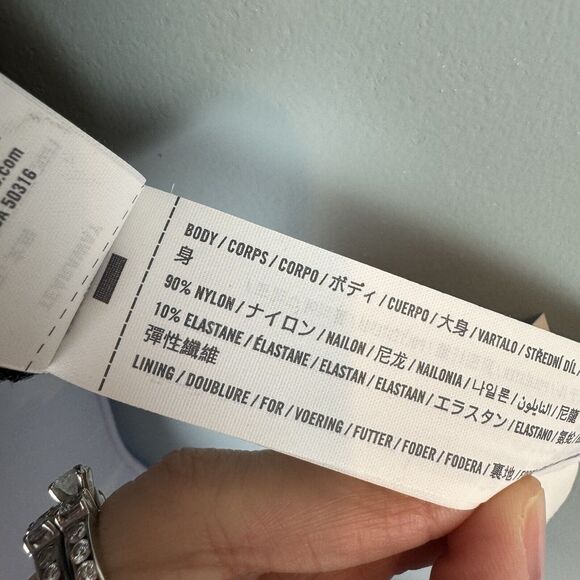 .com
A 50316
BODY / CORPS / CORPO / ボディ / CUERPO / 大身 / VARTALO / STŘEDNÍ DÍL /
身
90% NYLON / ナイロン / NAILON / 尼龙 / NAILONIA / 나일론 / النايلون / 尼龍
10% ELASTANE / ÉLASTANE / ELASTAN / ELASTAAN / エラスタン / ELASTANO / 氨纶
彈性纖維
LINING / DOUBLURE / FOR / VOERING / FUTTER / FODER / FODERA / 裏地 /